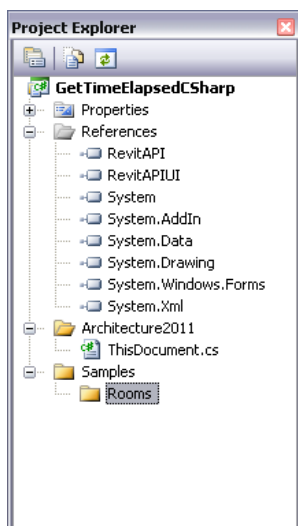 Project Explorer
GetTimeElapsedCSharp
Properties
References
RevitAPI
RevitAPIUI
System
System.AddIn
System.Data
System.Drawing
System.Windows.Forms
System.Xml
Architecture2011
ThisDocument.cs
Samples
Rooms